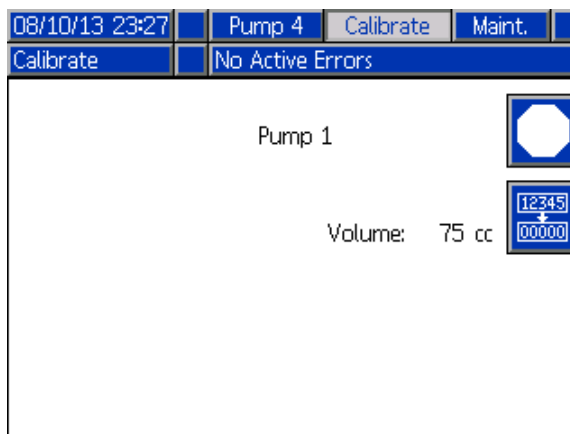 08/10/13 23:27 Pump 4 Calibrate Maint.
Calibrate No Active Errors
Pump 1
12345
Volume: 75 cc
00000